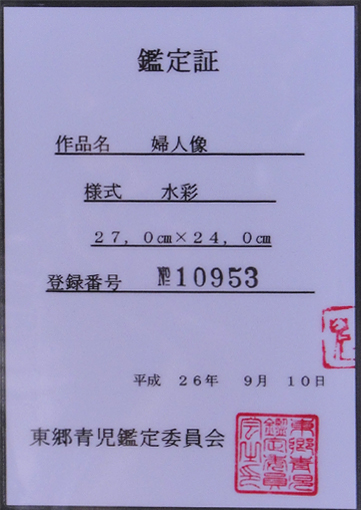 鑑定証
作品名 婦人像
様式 水彩
27,0㎝×24,0㎝
登録番号 №10953
平成 26年 9月 10日
東郷青児鑑定委員会